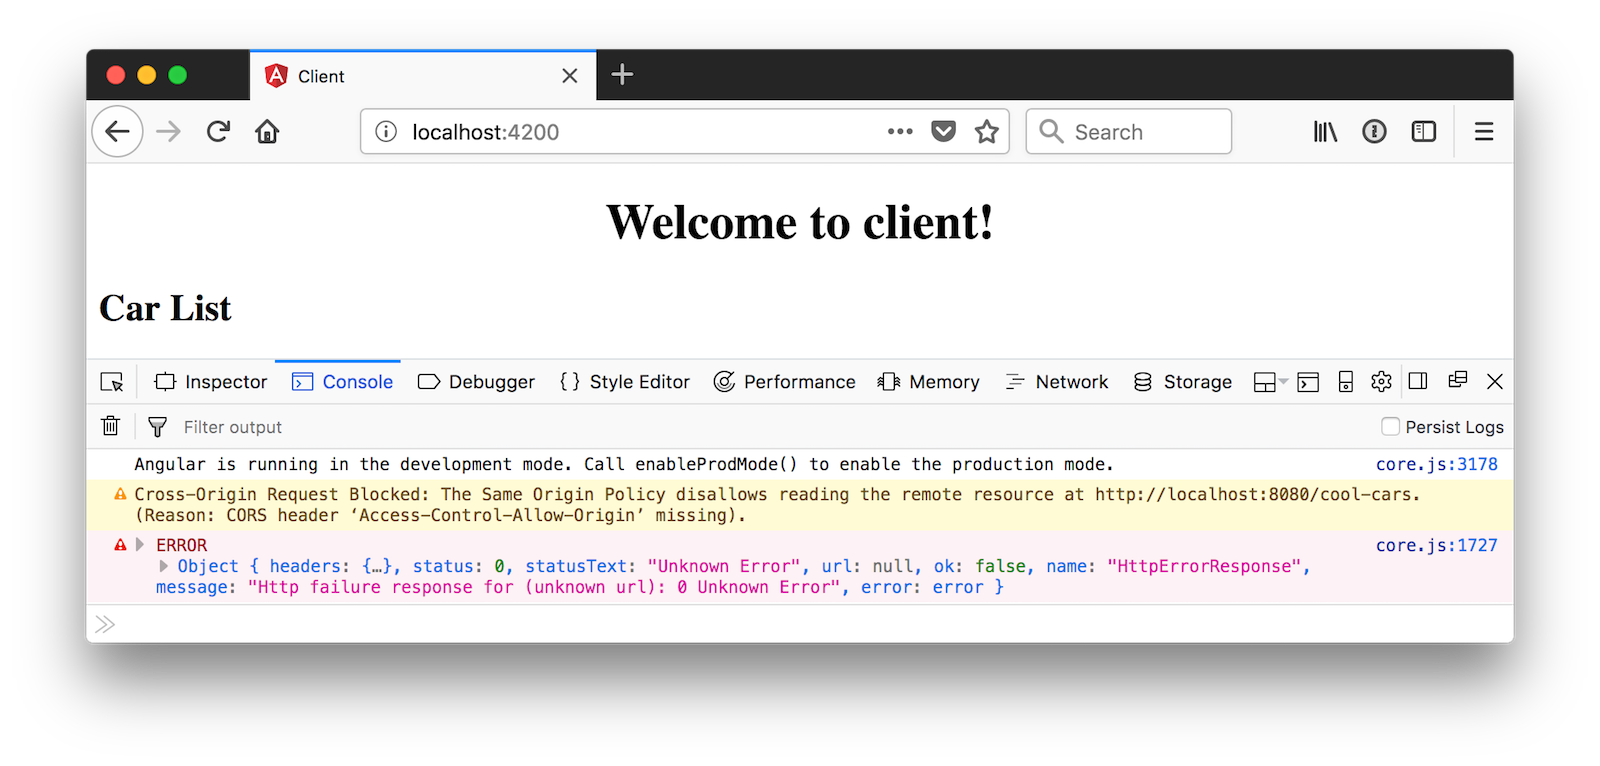 Client
localhost:4200
Search
Welcome to client!
Car List
Inspector Console Debugger { } Style Editor Performance Memory Network Storage
Filter output Persist Logs
Angular is running in the development mode. Call enableProdMode() to enable the production mode. core.js:3178
Cross-Origin Request Blocked: The Same Origin Policy disallows reading the remote resource at http://localhost:8080/cool-cars.
(Reason: CORS header ‘Access-Control-Allow-Origin’ missing).
ERROR core.js:1727
Object { headers: {…}, status: 0, statusText: "Unknown Error", url: null, ok: false, name: "HttpErrorResponse",
message: "Http failure response for (unknown url): 0 Unknown Error", error: error }